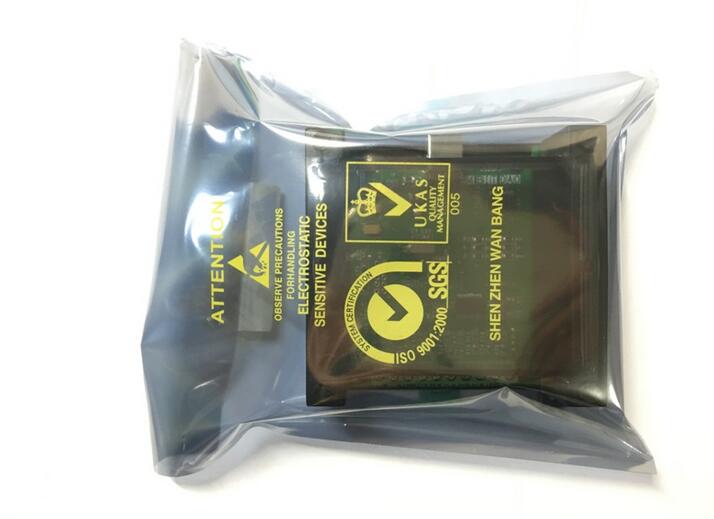 ATTENTION
OBSERVE PRECAUTIONS
FORHANDLING
ELECTROSTATIC
SENSITIVE DEVICES
UKAS
QUALITY
MANAGEMENT
005
SYSTEM CERTIFICATION
ISO 9001:2000
SGS
SHEN ZHEN WAN BANG